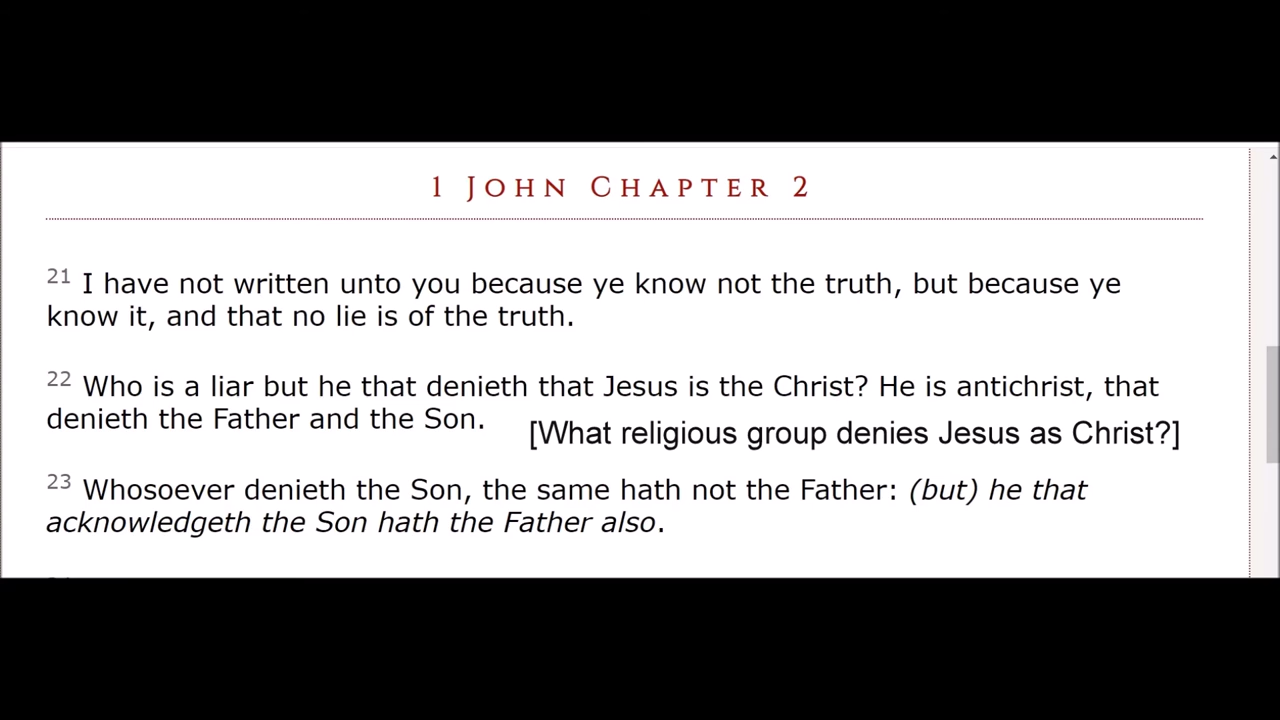 1 John Chapter 2
21 I have not written unto you because ye know not the truth, but because ye
know it, and that no lie is of the truth.
22 Who is a liar but he that denieth that Jesus is the Christ? He is antichrist, that
denieth the Father and the Son.
[What religious group denies Jesus as Christ?]
23 Whosoever denieth the Son, the same hath not the Father: (but) he that
acknowledgeth the Son hath the Father also.